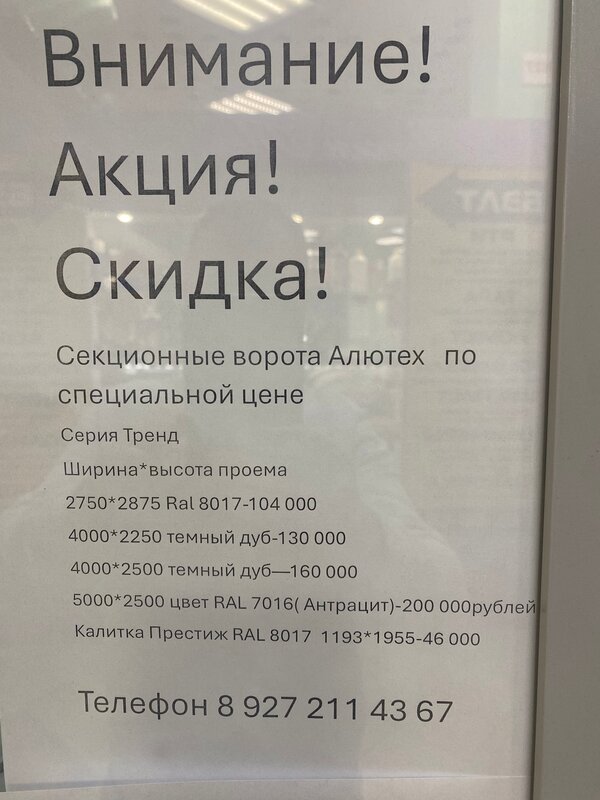 Внимание!
Акция!
Скидка!
Секционные ворота Алютех по
специальной цене
Серия Тренд
Ширина*высота проема
2750*2875 Ral 8017-104 000
4000*2250 темный дуб-130 000
4000*2500 темный дуб—160 000
5000*2500 цвет RAL 7016( Антрацит)-200 000рублей
Калитка Престиж RAL 8017 1193*1955-46 000
Телефон 8 927 211 43 67